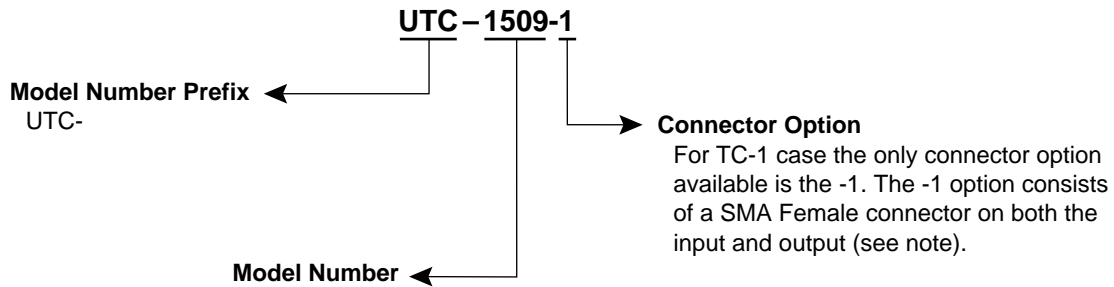 UTC – 1509-1
Model Number Prefix
UTC-
Connector Option
For TC-1 case the only connector option
available is the -1. The -1 option consists
of a SMA Female connector on both the
input and output (see note).
Model Number